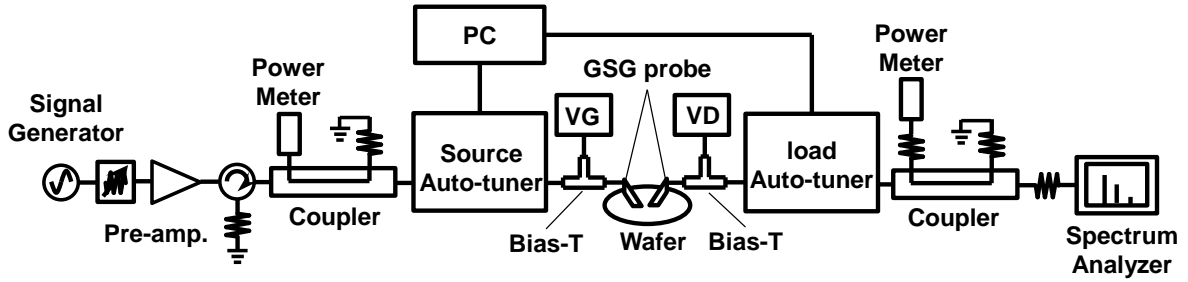 PC
Power
Meter
GSG probe
Power
Meter
Signal
Generator
VG
VD
Source
Auto-tuner
load
Auto-tuner
Coupler
Coupler
Pre-amp.
Bias-T
Wafer
Bias-T
Spectrum
Analyzer